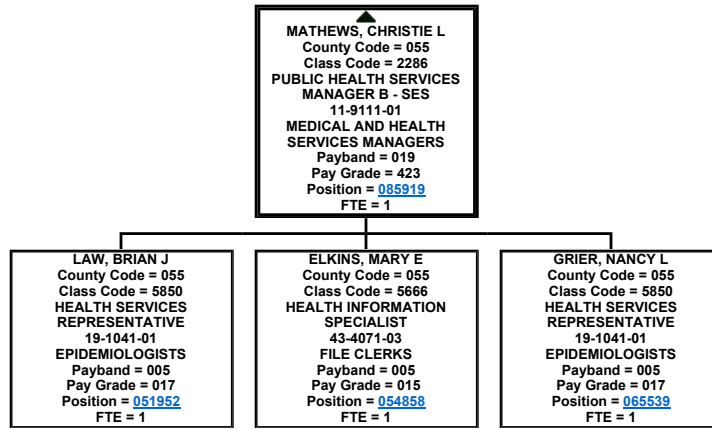 MATHEWS, CHRISTIE L
County Code = 055
Class Code = 2286
PUBLIC HEALTH SERVICES
MANAGER B - SES
11-9111-01
MEDICAL AND HEALTH
SERVICES MANAGERS
Payband = 019
Pay Grade = 423
Position = 085919
FTE = 1
LAW, BRIAN J
County Code = 055
Class Code = 5850
HEALTH SERVICES
REPRESENTATIVE
19-1041-01
EPIDEMIOLOGISTS
Payband = 005
Pay Grade = 017
Position = 051952
FTE = 1
ELKINS, MARY E
County Code = 055
Class Code = 5666
HEALTH INFORMATION
SPECIALIST
43-4071-03
FILE CLERKS
Payband = 005
Pay Grade = 015
Position = 054858
FTE = 1
GRIER, NANCY L
County Code = 055
Class Code = 5850
HEALTH SERVICES
REPRESENTATIVE
19-1041-01
EPIDEMIOLOGISTS
Payband = 005
Pay Grade = 017
Position = 065539
FTE = 1